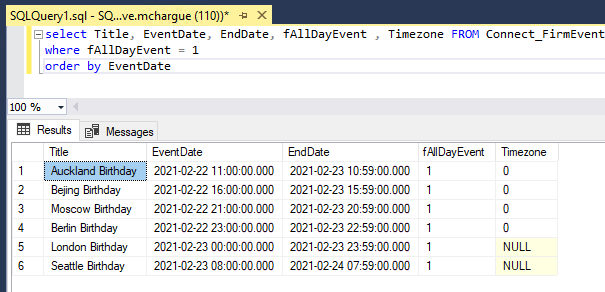 SQLQuery1.sql - SQ...ve.mchargue (110))*
select Title, EventDate, EndDate, fAllDayEvent , Timezone FROM Connect_FirmEvent
where fAllDayEvent = 1
order by EventDate
100 %
Results Messages
Title EventDate EndDate fAllDayEvent Timezone
1 Auckland Birthday 2021-02-22 11:00:00.000 2021-02-23 10:59:00.000 1 0
2 Bejing Birthday 2021-02-22 16:00:00.000 2021-02-23 15:59:00.000 1 0
3 Moscow Birthday 2021-02-22 21:00:00.000 2021-02-23 20:59:00.000 1 0
4 Berlin Birthday 2021-02-22 23:00:00.000 2021-02-23 22:59:00.000 1 0
5 London Birthday 2021-02-23 00:00:00.000 2021-02-23 23:59:00.000 1 NULL
6 Seattle Birthday 2021-02-23 08:00:00.000 2021-02-24 07:59:00.000 1 NULL